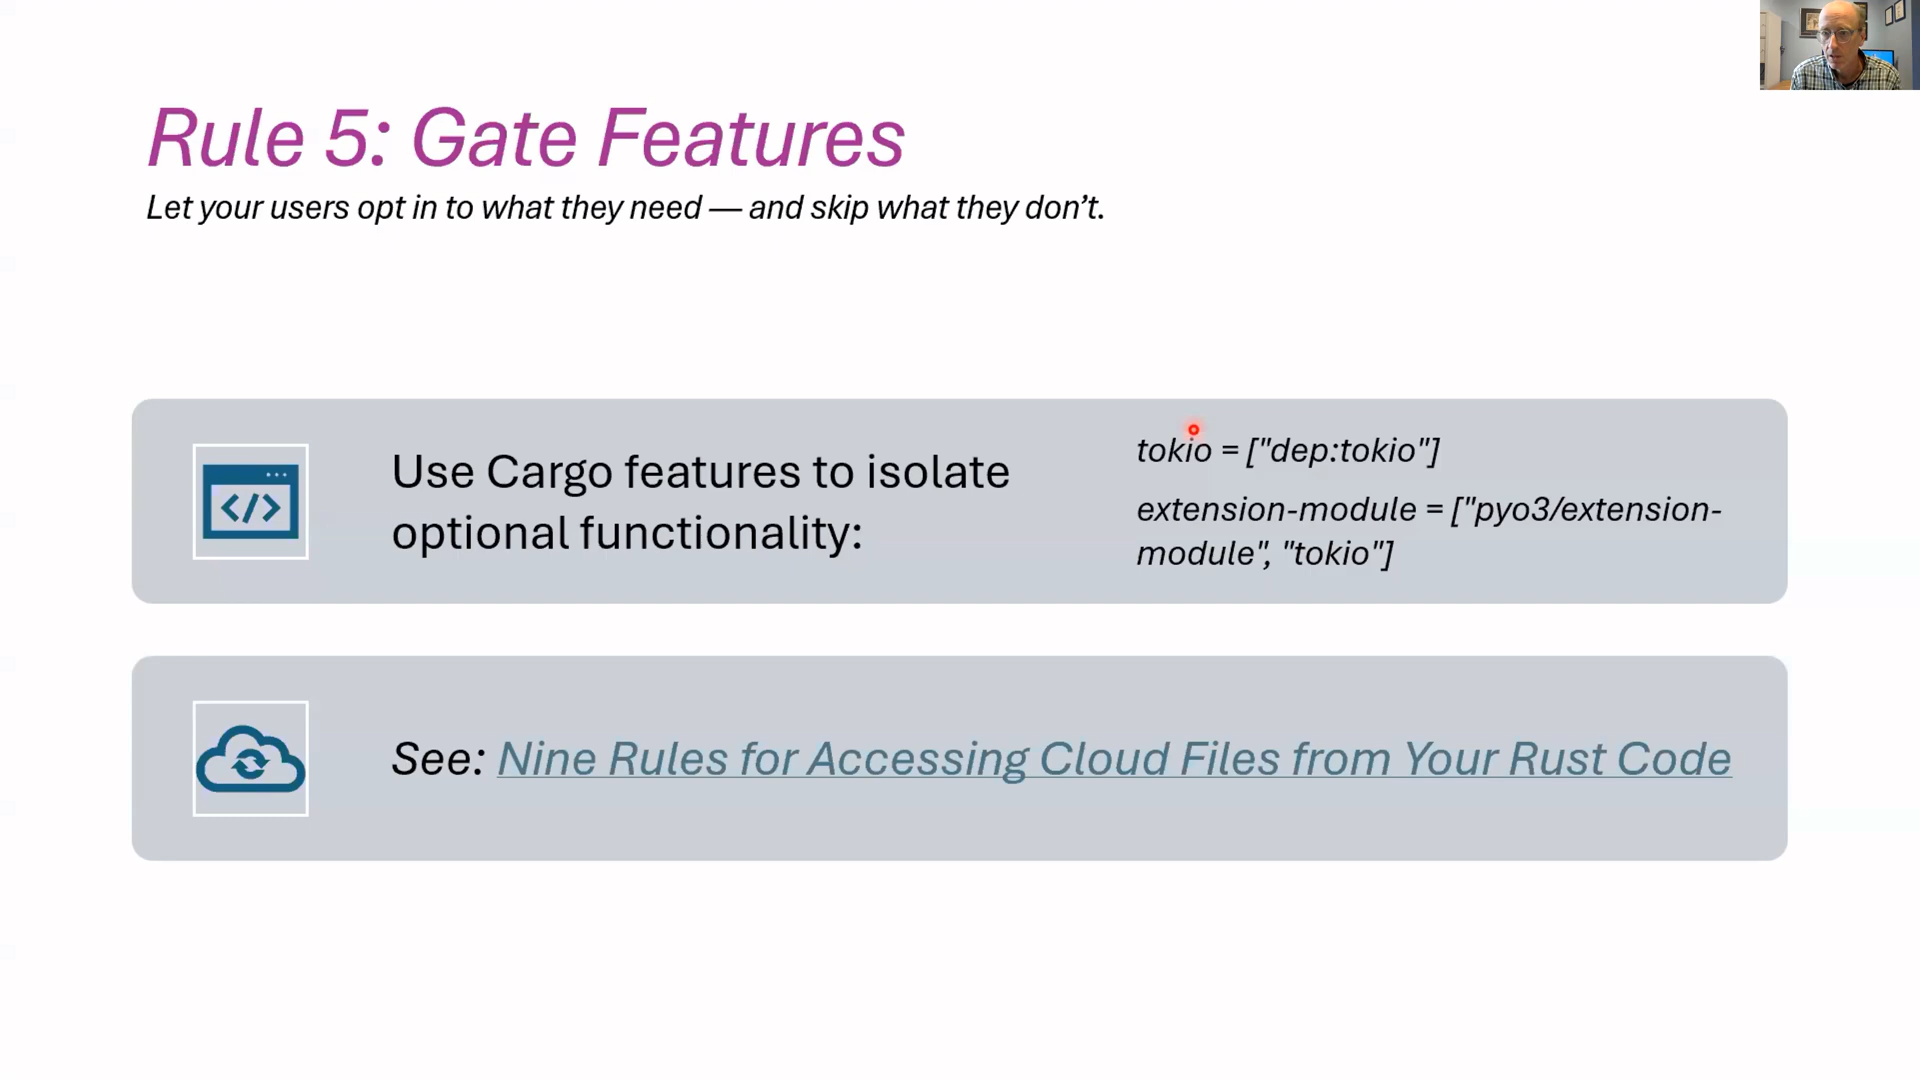 Rule 5: Gate Features
Let your users opt in to what they need — and skip what they don’t.
Use Cargo features to isolate
optional functionality:
tokio = ["dep:tokio"]
extension-module = ["pyo3/extension-
module", "tokio"]
See: Nine Rules for Accessing Cloud Files from Your Rust Code